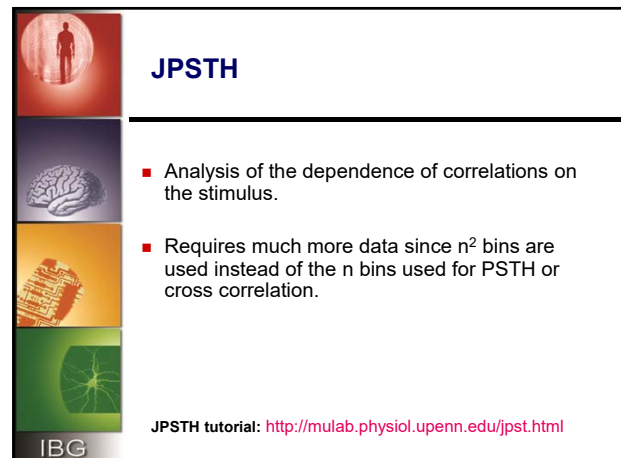 JPSTH
■ Analysis of the dependence of correlations on
the stimulus.
■ Requires much more data since n² bins are
used instead of the n bins used for PSTH or
cross correlation.
JPSTH tutorial: http://mulab.physiol.upenn.edu/jpst.html
IBG